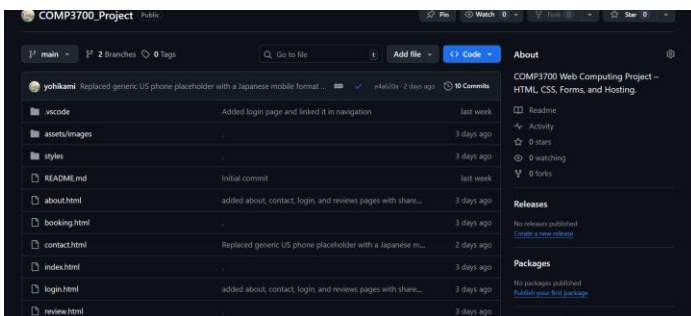 COMP3700_Project Public
Pin Watch 0 Fork 0 Star 0
main 2 Branches 0 Tags Go to file t Add file Code
yohikami Replaced generic US phone placeholder with a Japanese mobile format ... e4a620a · 2 days ago 10 Commits
.vscode Added login page and linked it in navigation last week
assets/images . 3 days ago
styles . 3 days ago
README.md Initial commit last week
about.html added about, contact, login, and reviews pages with share... 3 days ago
booking.html . 3 days ago
contact.html Replaced generic US phone placeholder with a Japanese m... 2 days ago
index.html . 3 days ago
login.html added about, contact, login, and reviews pages with share... 3 days ago
review.html . 3 days ago
About
COMP3700 Web Computing Project –
HTML, CSS, Forms, and Hosting.
Readme
Activity
0 stars
0 watching
0 forks
Releases
No releases published
Create a new release
Packages
No packages published
Publish your first package